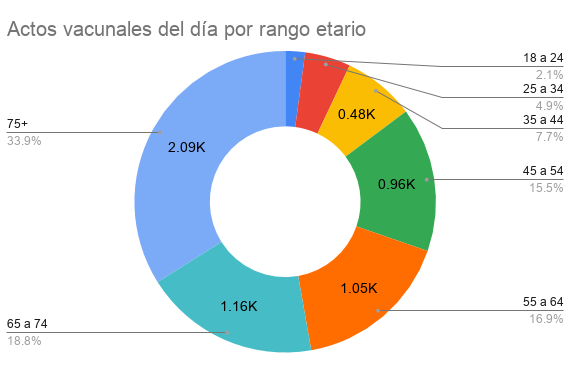 Actos vacunales del día por rango etario
18 a 24
2.1%
25 a 34
4.9%
35 a 44
7.7%
0.48K
75+
33.9%
2.09K
45 a 54
15.5%
0.96K
1.05K
55 a 64
16.9%
1.16K
65 a 74
18.8%